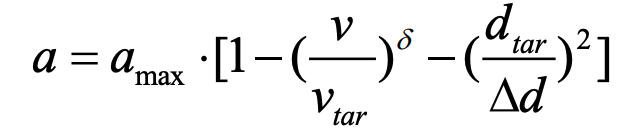 a = a_max · [1 − (v / v_tar)^δ − (d_tar / Δd)^2]